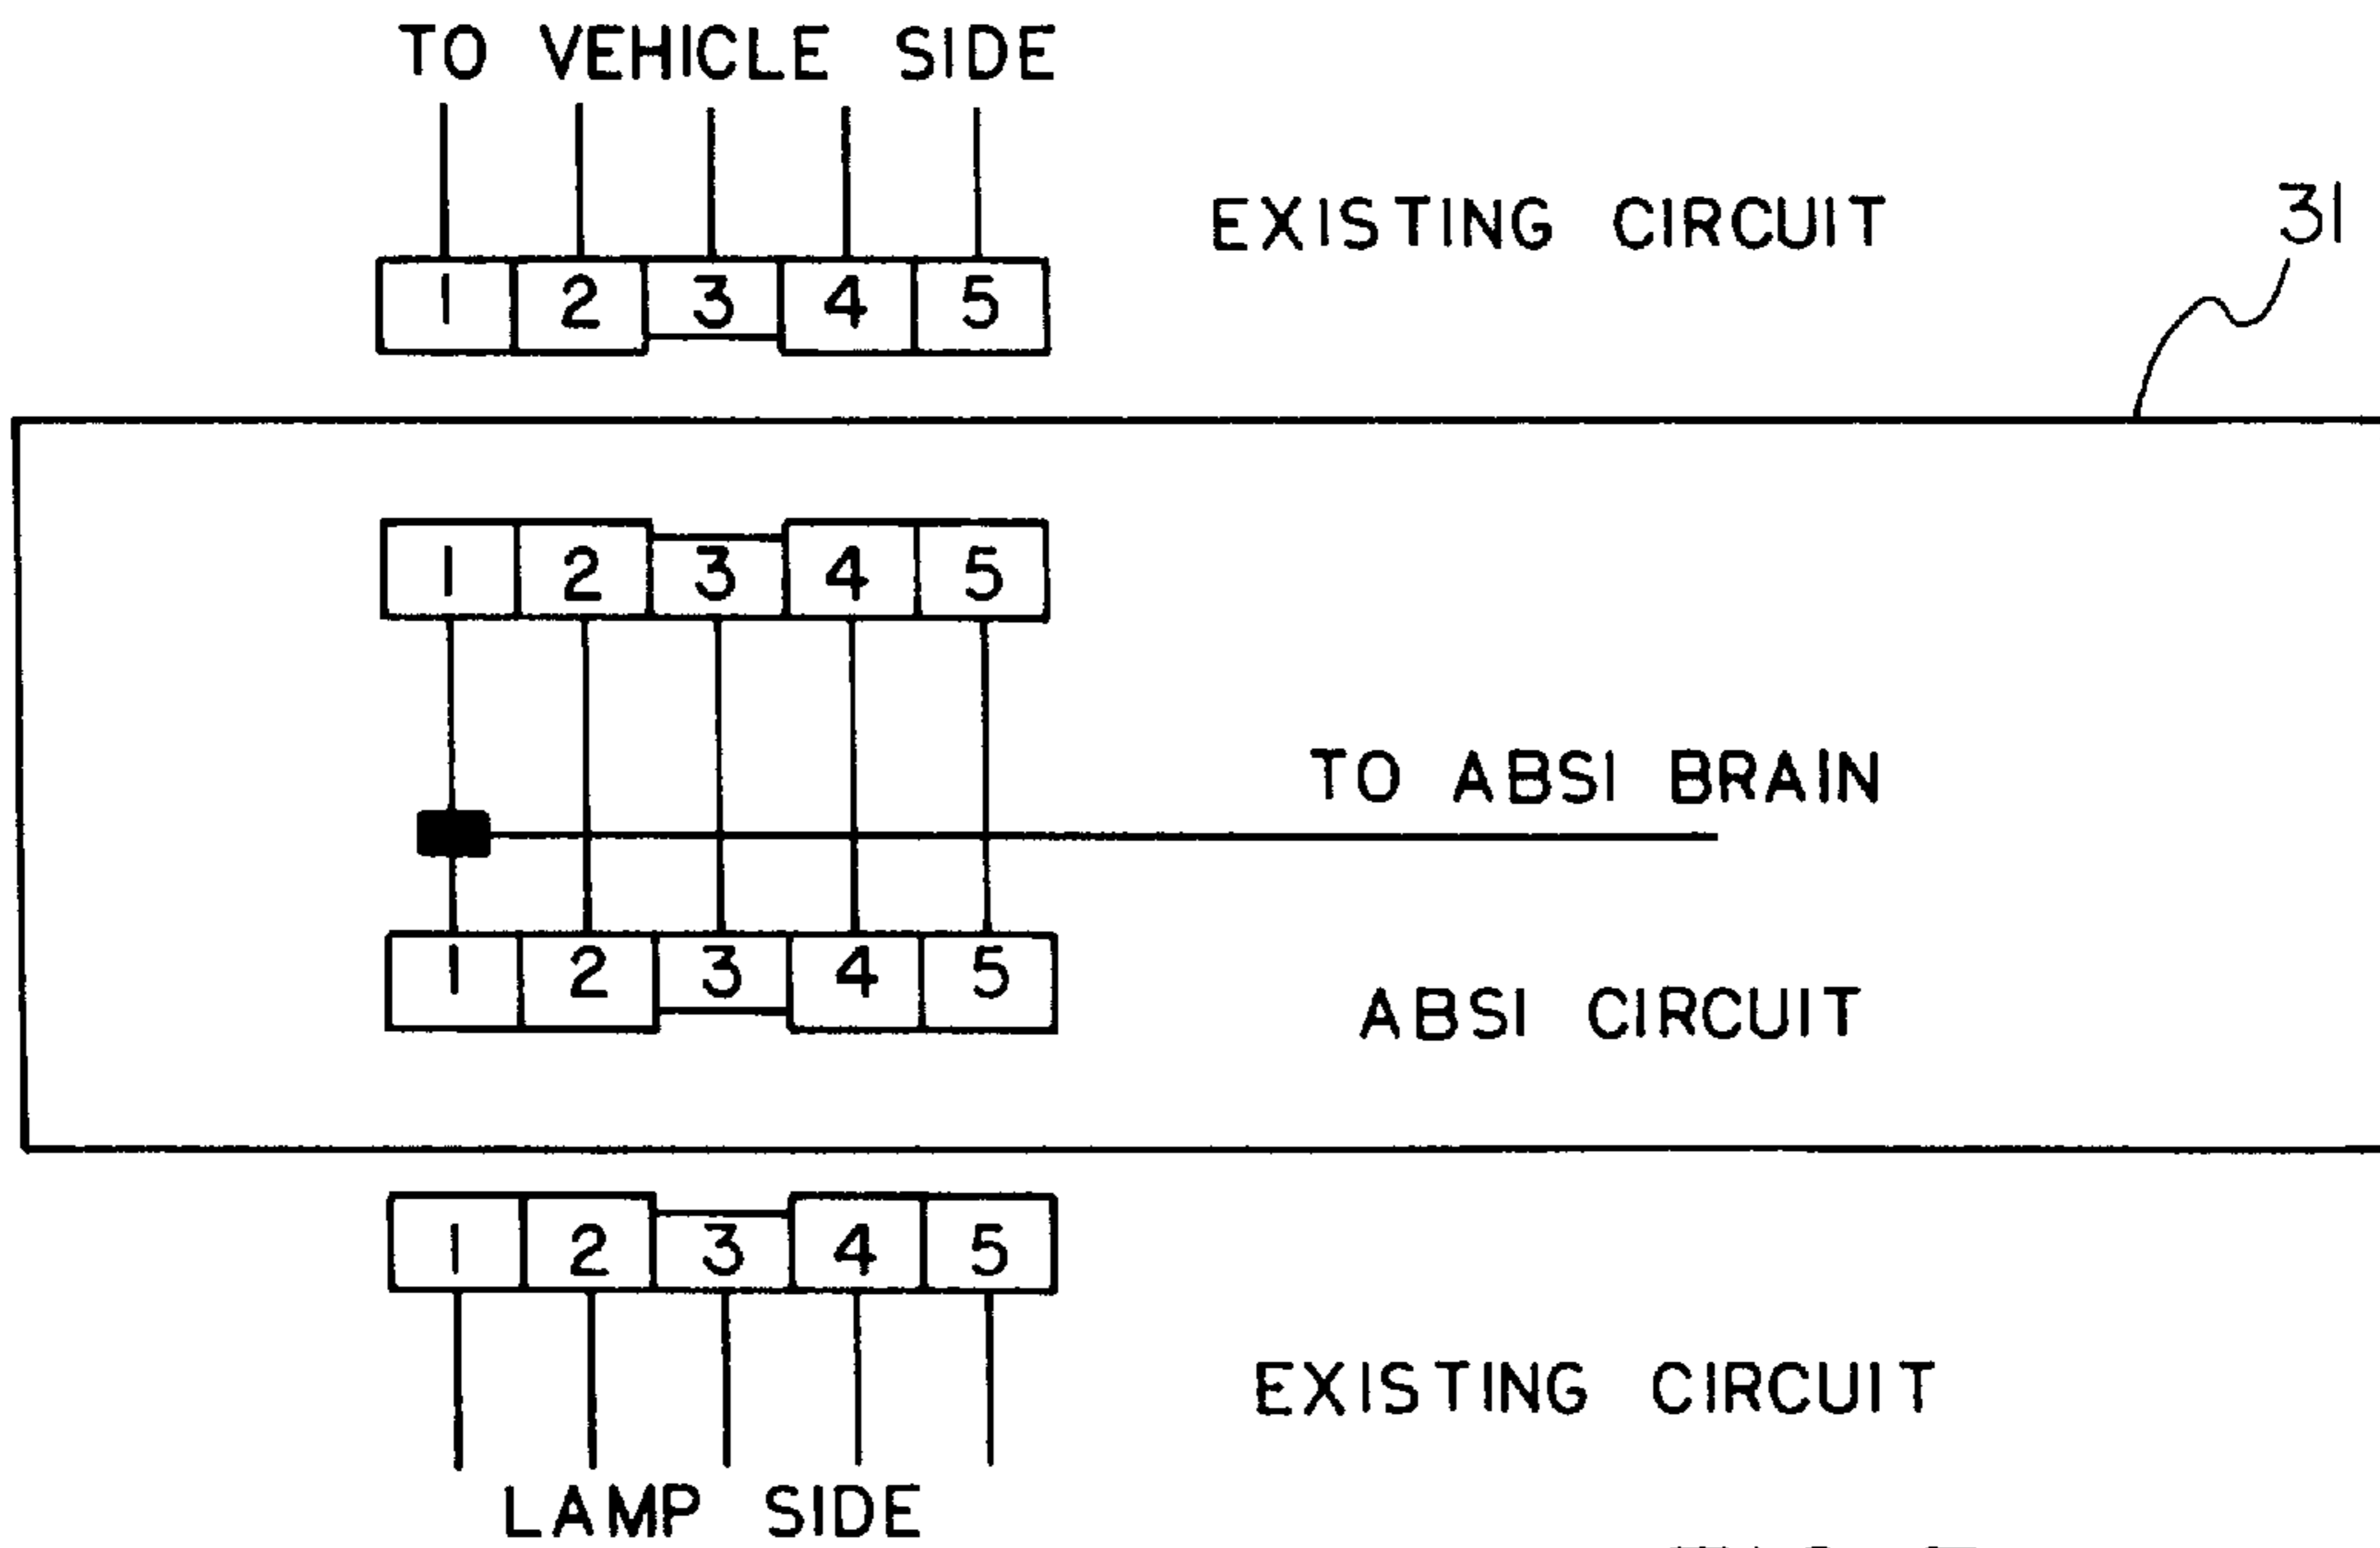 TO VEHICLE SIDE
EXISTING CIRCUIT
31
1 2 3 4 5
1 2 3 4 5
TO ABSI BRAIN
1 2 3 4 5
ABSI CIRCUIT
1 2 3 4 5
EXISTING CIRCUIT
LAMP SIDE